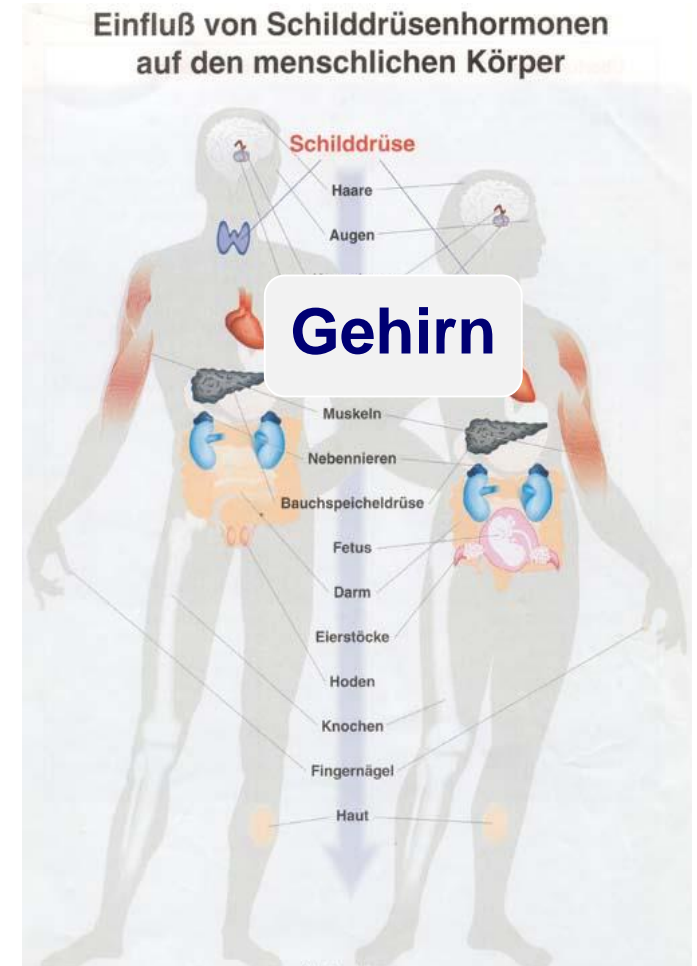 Einfluß von Schilddrüsenhormonen
auf den menschlichen Körper
Schilddrüse
Haare
Augen
Gehirn
Muskeln
Nebennieren
Bauchspeicheldrüse
Fetus
Darm
Eierstöcke
Hoden
Knochen
Fingernägel
Haut